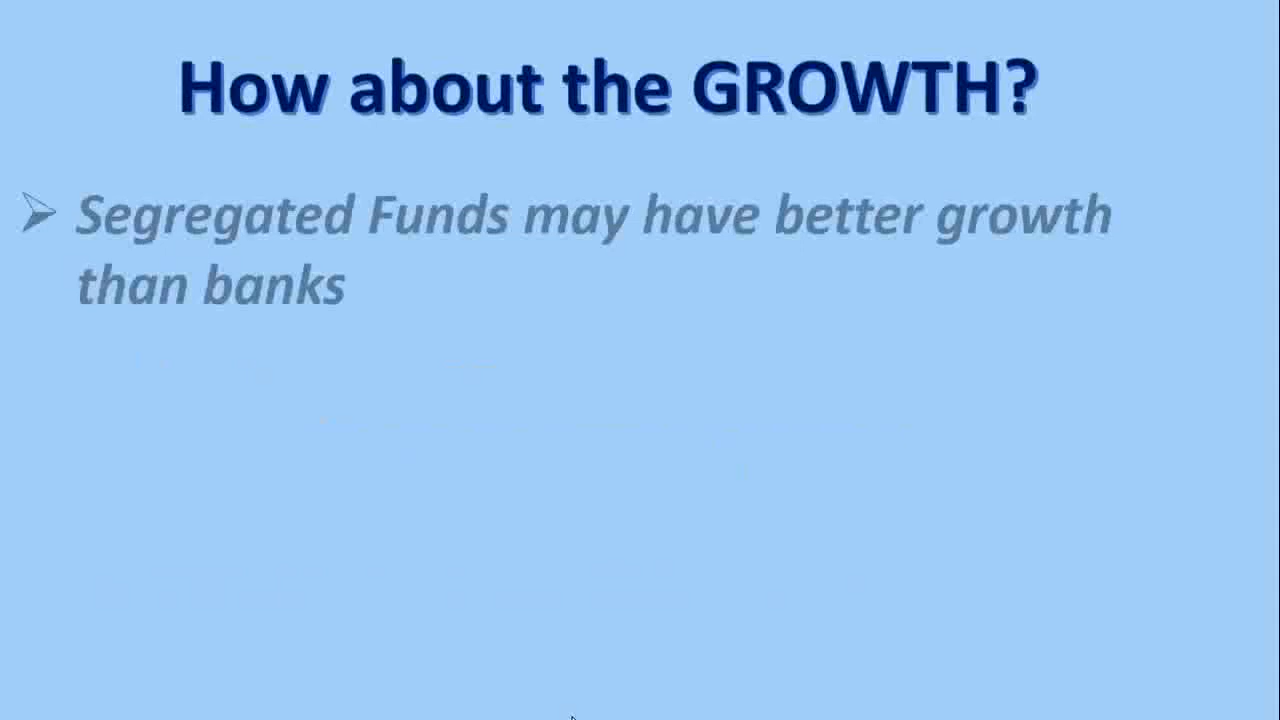 How about the GROWTH?
Segregated Funds may have better growth
than banks